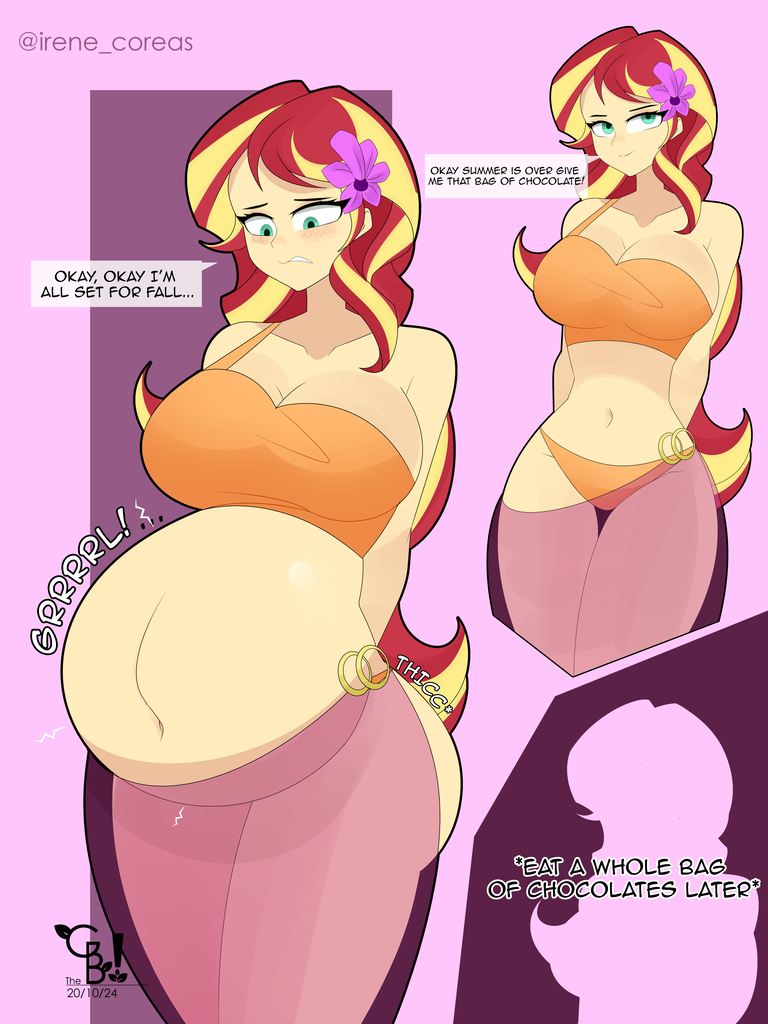 @irene_coreas
OKAY SUMMER IS OVER GIVE
ME THAT BAG OF CHOCOLATE!
*EAT A WHOLE BAG
OF CHOCOLATES LATER*
OKAY, OKAY I'M
ALL SET FOR FALL...
GRRRRL!...
THICC*
The CBB!
20/10/24